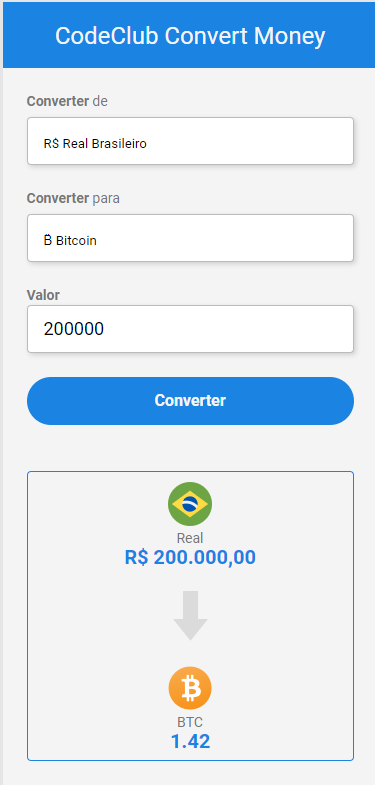 CodeClub Convert Money
Converter de
R$ Real Brasileiro
Converter para
₿ Bitcoin
Valor
200000
Converter
Real
R$ 200.000,00
BTC
1.42